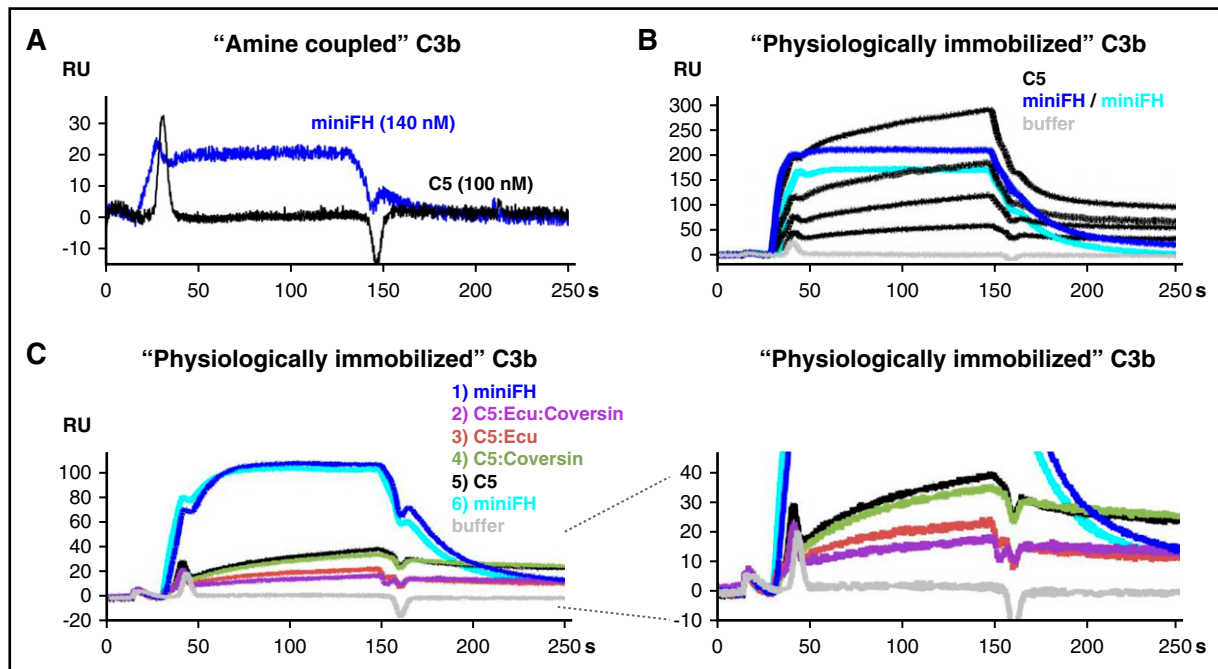 A
“Amine coupled” C3b
RU
30
20
10
0
-10
miniFH (140 nM)
C5 (100 nM)
0
50
100
150
200
250 s
B
“Physiologically immobilized” C3b
RU
300
250
200
150
100
50
0
C5
miniFH / miniFH
buffer
0
50
100
150
200
250 s
C
“Physiologically immobilized” C3b
RU
100
80
60
40
20
0
-20
1) miniFH
2) C5:Ecu:Coversin
3) C5:Ecu
4) C5:Coversin
5) C5
6) miniFH
buffer
0
50
100
150
200
250 s
“Physiologically immobilized” C3b
40
30
20
10
0
-10
0
50
100
150
200
250 s